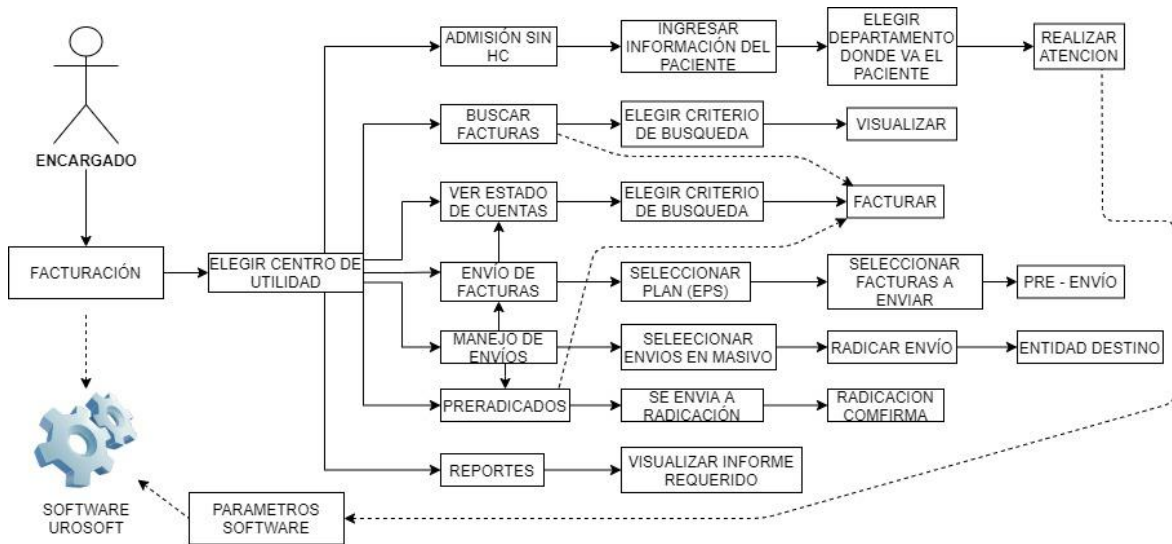 ADMISIÓN SIN
HC
INGRESAR
INFORMACIÓN DEL
PACIENTE
ELEGIR
DEPARTAMENTO
DONDE VA EL
PACIENTE
REALIZAR
ATENCION
BUSCAR
FACTURAS
ELEGIR CRITERIO
DE BUSQUEDA
VISUALIZAR
ENCARGADO
VER ESTADO
DE CUENTAS
ELEGIR CRITERIO
DE BUSQUEDA
FACTURAR
FACTURACIÓN
ELEGIR CENTRO DE
UTILIDAD
ENVÍO DE
FACTURAS
SELECCIONAR
PLAN (EPS)
SELECCIONAR
FACTURAS A
ENVIAR
PRE - ENVÍO
MANEJO DE
ENVÍOS
SELEECIONAR
ENVIOS EN MASIVO
RADICAR ENVÍO
ENTIDAD DESTINO
PRERADICADOS
SE ENVIA A
RADICACIÓN
RADICACION
COMFIRMA
REPORTES
VISUALIZAR INFORME
REQUERIDO
SOFTWARE
UROSOFT
PARAMETROS
SOFTWARE